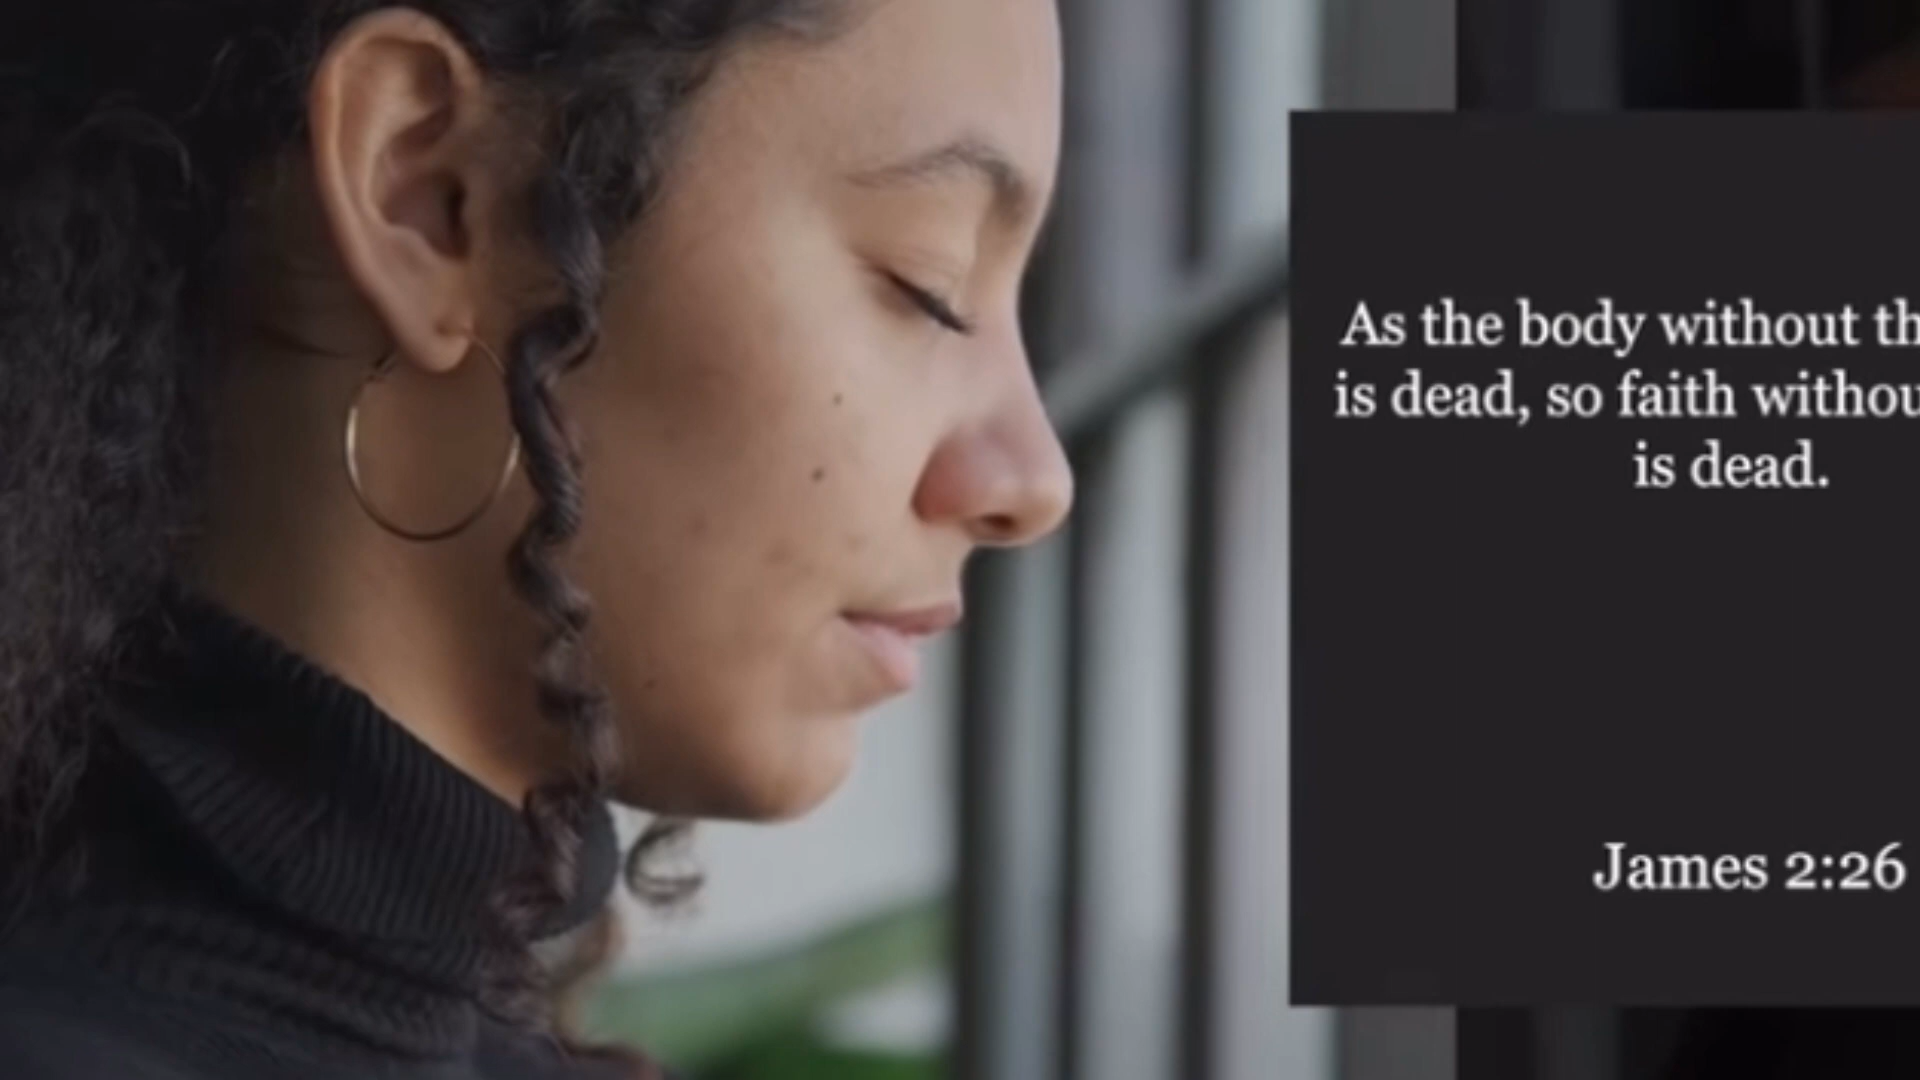 As the body without th
is dead, so faith withou
is dead.
James 2:26